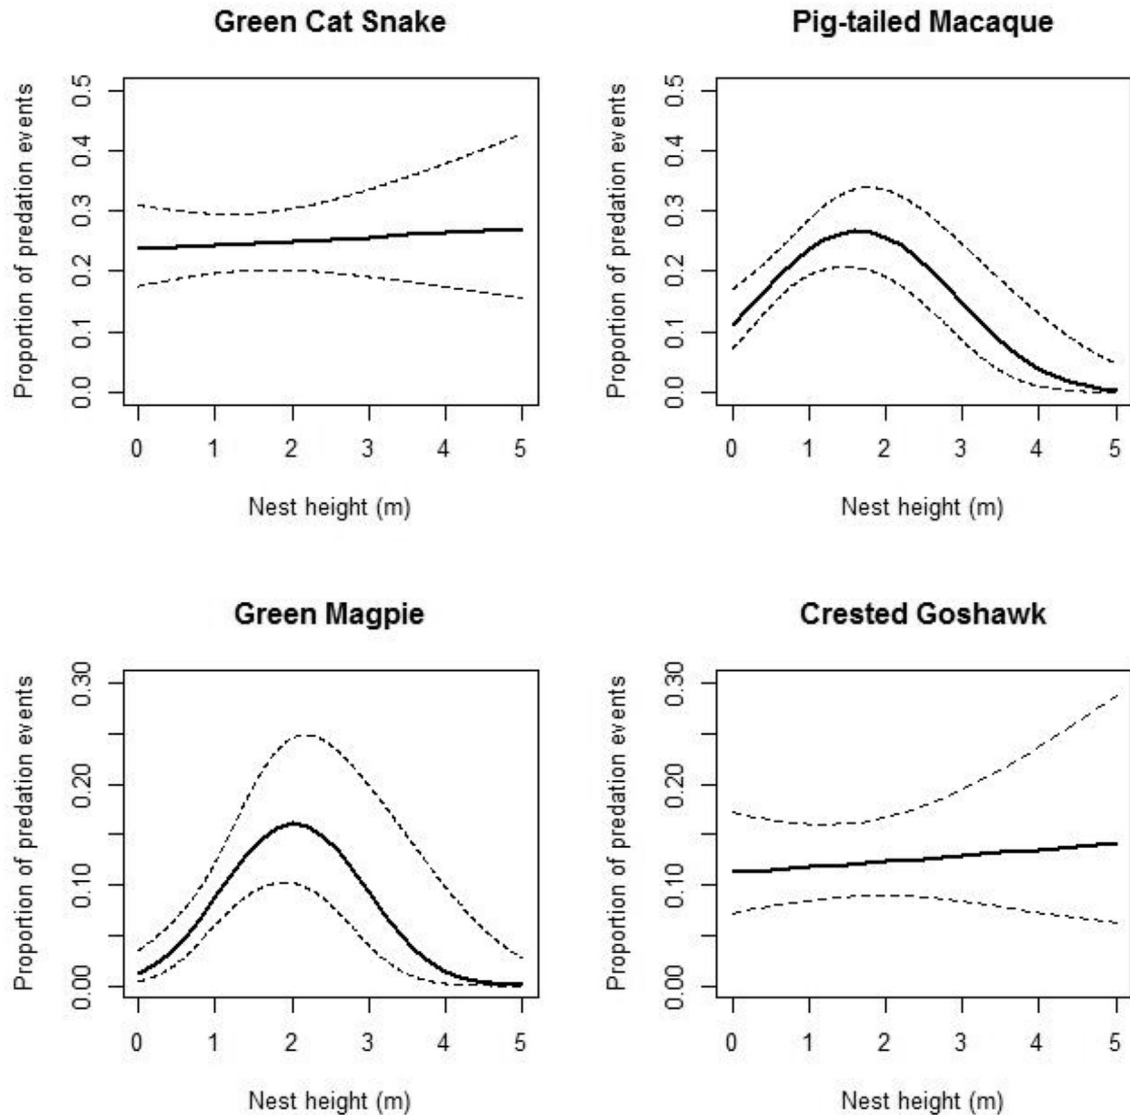 Green Cat Snake
Proportion of predation events
0.0 0.1 0.2 0.3 0.4 0.5
0 1 2 3 4 5
Nest height (m)
Pig-tailed Macaque
Proportion of predation events
0.0 0.1 0.2 0.3 0.4 0.5
0 1 2 3 4 5
Nest height (m)
Green Magpie
Proportion of predation events
0.00 0.10 0.20 0.30
0 1 2 3 4 5
Nest height (m)
Crested Goshawk
Proportion of predation events
0.00 0.10 0.20 0.30
0 1 2 3 4 5
Nest height (m)